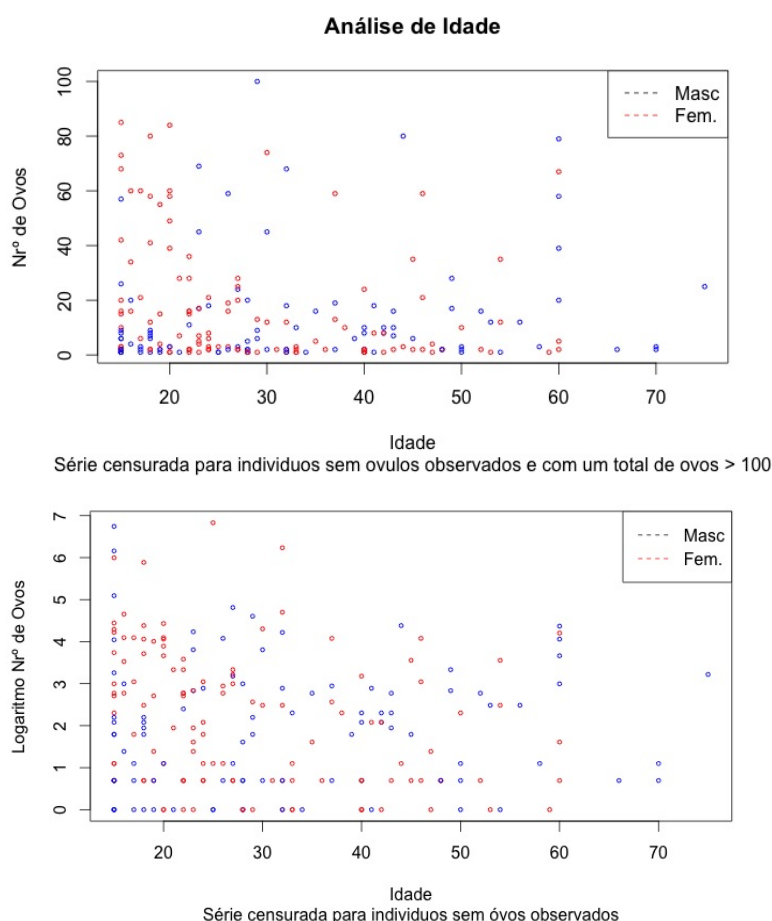 Análise de Idade
100
80
60
40
20
0
Nrº de Ovos
Masc
Fem.
20 30 40 50 60 70
Idade
Série censurada para individuos sem ovulos observados e com um total de ovos > 100
7
6
5
4
3
2
1
0
Logaritmo Nrº de Ovos
Masc
Fem.
20 30 40 50 60 70
Idade
Série censurada para individuos sem óvos observados